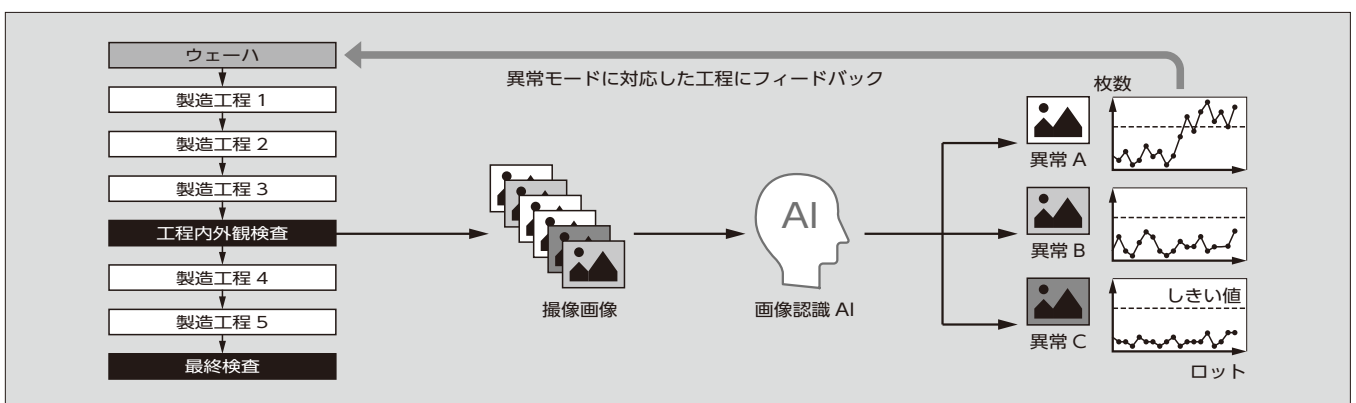 ウェーハ
製造工程 1
製造工程 2
製造工程 3
工程内外観検査
製造工程 4
製造工程 5
最終検査
異常モードに対応した工程にフィードバック
撮像画像
AI
画像認識 AI
枚数
異常 A
異常 B
異常 C
しきい値
ロット